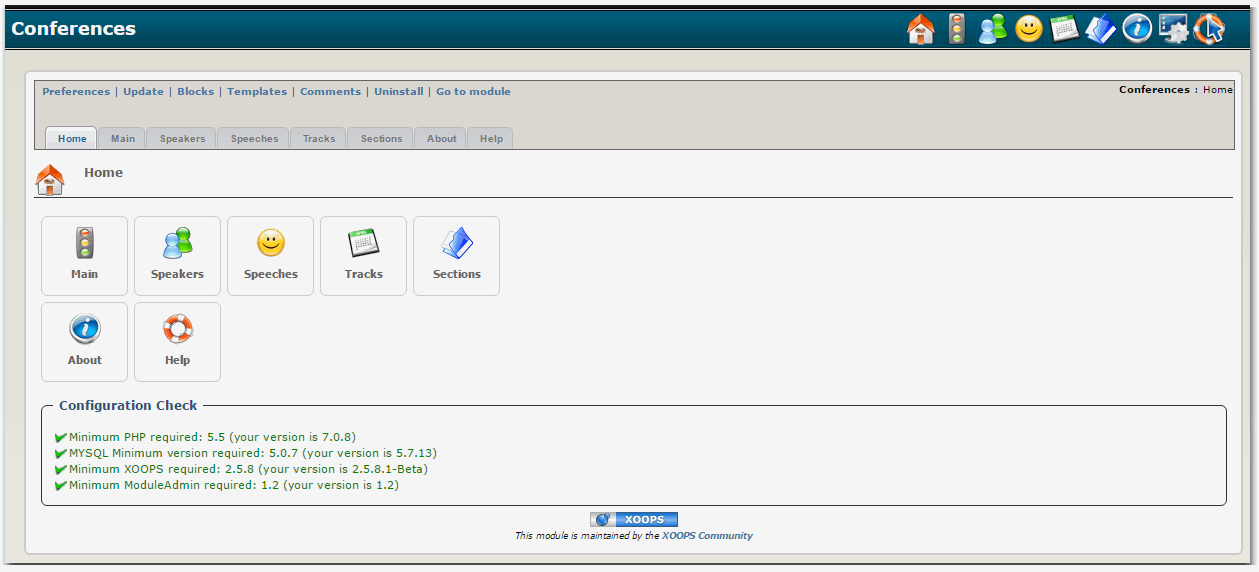 Conferences
Preferences | Update | Blocks | Templates | Comments | Uninstall | Go to module
Conferences : Home
Home Main Speakers Speeches Tracks Sections About Help
Home
Main Speakers Speeches Tracks Sections
About Help
Configuration Check
Minimum PHP required: 5.5 (your version is 7.0.8)
MYSQL Minimum version required: 5.0.7 (your version is 5.7.13)
Minimum XOOPS required: 2.5.8 (your version is 2.5.8.1-Beta)
Minimum ModuleAdmin required: 1.2 (your version is 1.2)
XOOPS
This module is maintained by the XOOPS Community